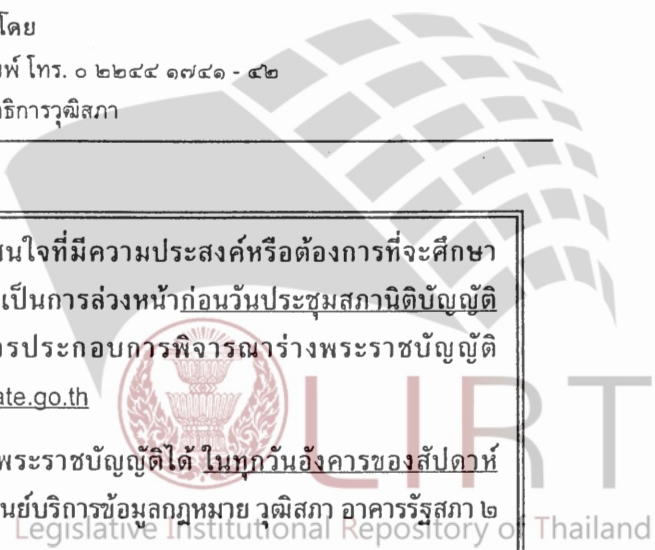 โดย
พ์ โทร. ๐ ๒๒๔๔ ๑๗๔๑ - ๔๒
ธิการวุฒิสภา
สนใจที่มีความประสงค์หรือต้องการที่จะศึกษา
เป็นการล่วงหน้าก่อนวันประชุมสภานิติบัญญัติ
รประกอบการพิจารณาร่างพระราชบัญญัติ
ate.go.th
พระราชบัญญัติได้ ในทุกวันอังคารของสัปดาห์
นย์บริการข้อมูลกฎหมาย วุฒิสภา อาคารรัฐสภา ๒
LIRT
Legislative Institutional Repository of Thailand